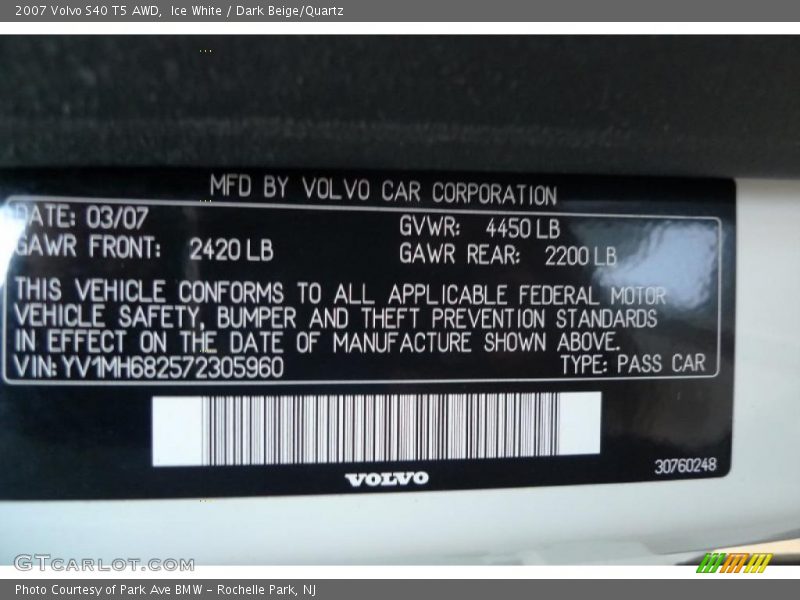 2007 Volvo S40 T5 AWD,  Ice White / Dark Beige/Quartz
MFD BY VOLVO CAR CORPORATION
DATE: 03/07
GVWR: 4450 LB
GAWR FRONT: 2420 LB
GAWR REAR: 2200 LB
THIS VEHICLE CONFORMS TO ALL APPLICABLE FEDERAL MOTOR
VEHICLE SAFETY, BUMPER AND THEFT PREVENTION STANDARDS
IN EFFECT ON THE DATE OF MANUFACTURE SHOWN ABOVE.
VIN: YV1MH682572305960
TYPE: PASS CAR
VOLVO
30760248
GTCARLOT.COM
Photo Courtesy of Park Ave BMW - Rochelle Park, NJ